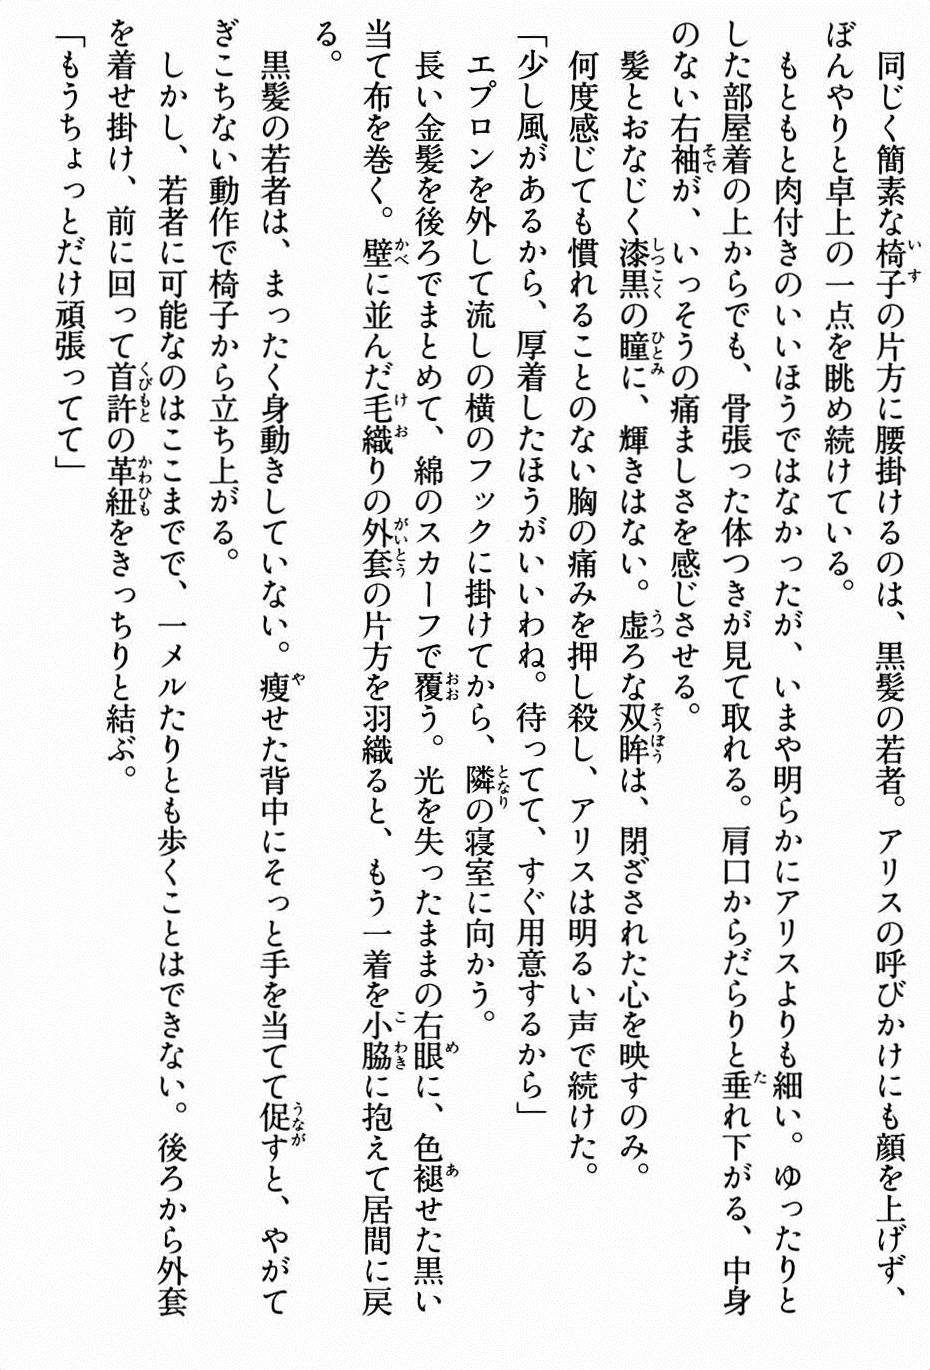 同じく簡素な椅子の片方に腰掛けるのは、黒髪の若者。アリスの呼びかけにも顔を上げず、
ぼんやりと卓上の一点を眺め続けている。
もともと肉付きのいいほうではなかったが、いまや明らかにアリスよりも細い。ゆったりと
した部屋着の上からでも、骨張った体つきが見て取れる。肩口からだらりと垂れ下がる、中身
のない右袖が、いっそうの痛ましさを感じさせる。
髪とおなじく漆黒の瞳に、輝きはない。虚ろな双眸は、閉ざされた心を映すのみ。
何度感じても慣れることのない胸の痛みを押し殺し、アリスは明るい声で続けた。
「少し風があるから、厚着したほうがいいわね。待ってて、すぐ用意するから」
エプロンを外して流しの横のフックに掛けてから、隣の寝室に向かう。
長い金髪を後ろでまとめて、綿のスカーフで覆う。光を失ったままの右眼に、色褪せた黒い
当て布を巻く。壁に並んだ毛織りの外套の片方を羽織ると、もう一着を小脇に抱えて居間に戻
る。
黒髪の若者は、まったく身動きしていない。瘦せた背中にそっと手を当てて促すと、やがて
ぎこちない動作で椅子から立ち上がる。
しかし、若者に可能なのはここまでで、一メルたりとも歩くことはできない。後ろから外套
を着せ掛け、前に回って首許の革紐をきっちりと結ぶ。
「もうちょっとだけ頑張ってて」